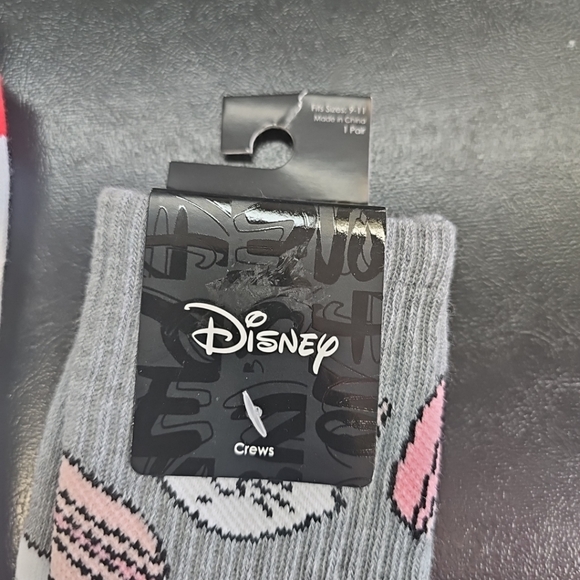 Fits Sizes: 9-11
Made in China
1 Pair
Disney
Crews